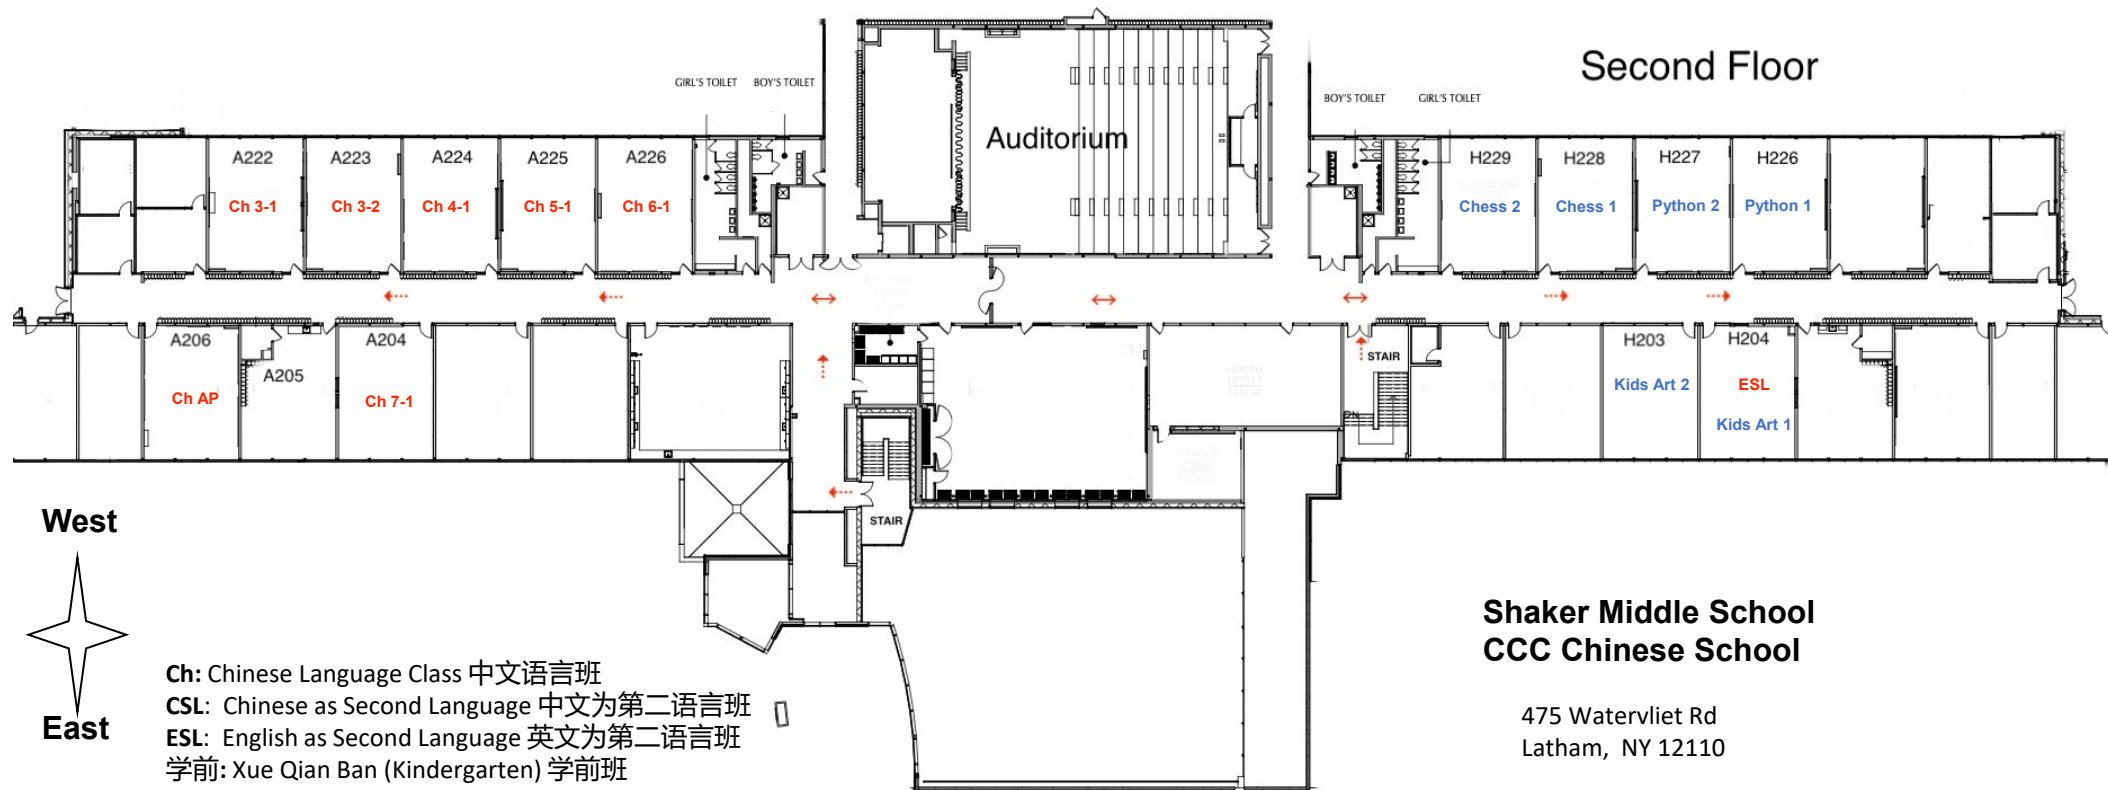 Second Floor
GIRL'S TOILET
BOY'S TOILET
BOY'S TOILET
GIRL'S TOILET
Auditorium
A222
A223
A224
A225
A226
H229
H228
H227
H226
Ch 3-1
Ch 3-2
Ch 4-1
Ch 5-1
Ch 6-1
Chess 2
Chess 1
Python 2
Python 1
A206
A205
A204
STAIR
H203
H204
Ch AP
Ch 7-1
HEALTH
Kids Art 2
ESL
Kids Art 1
DN
STAIR
West
East
Ch: Chinese Language Class 中文语言班
CSL: Chinese as Second Language 中文为第二语言班
ESL: English as Second Language 英文为第二语言班
学前: Xue Qian Ban (Kindergarten) 学前班
Shaker Middle School
CCC Chinese School
475 Watervliet Rd
Latham, NY 12110